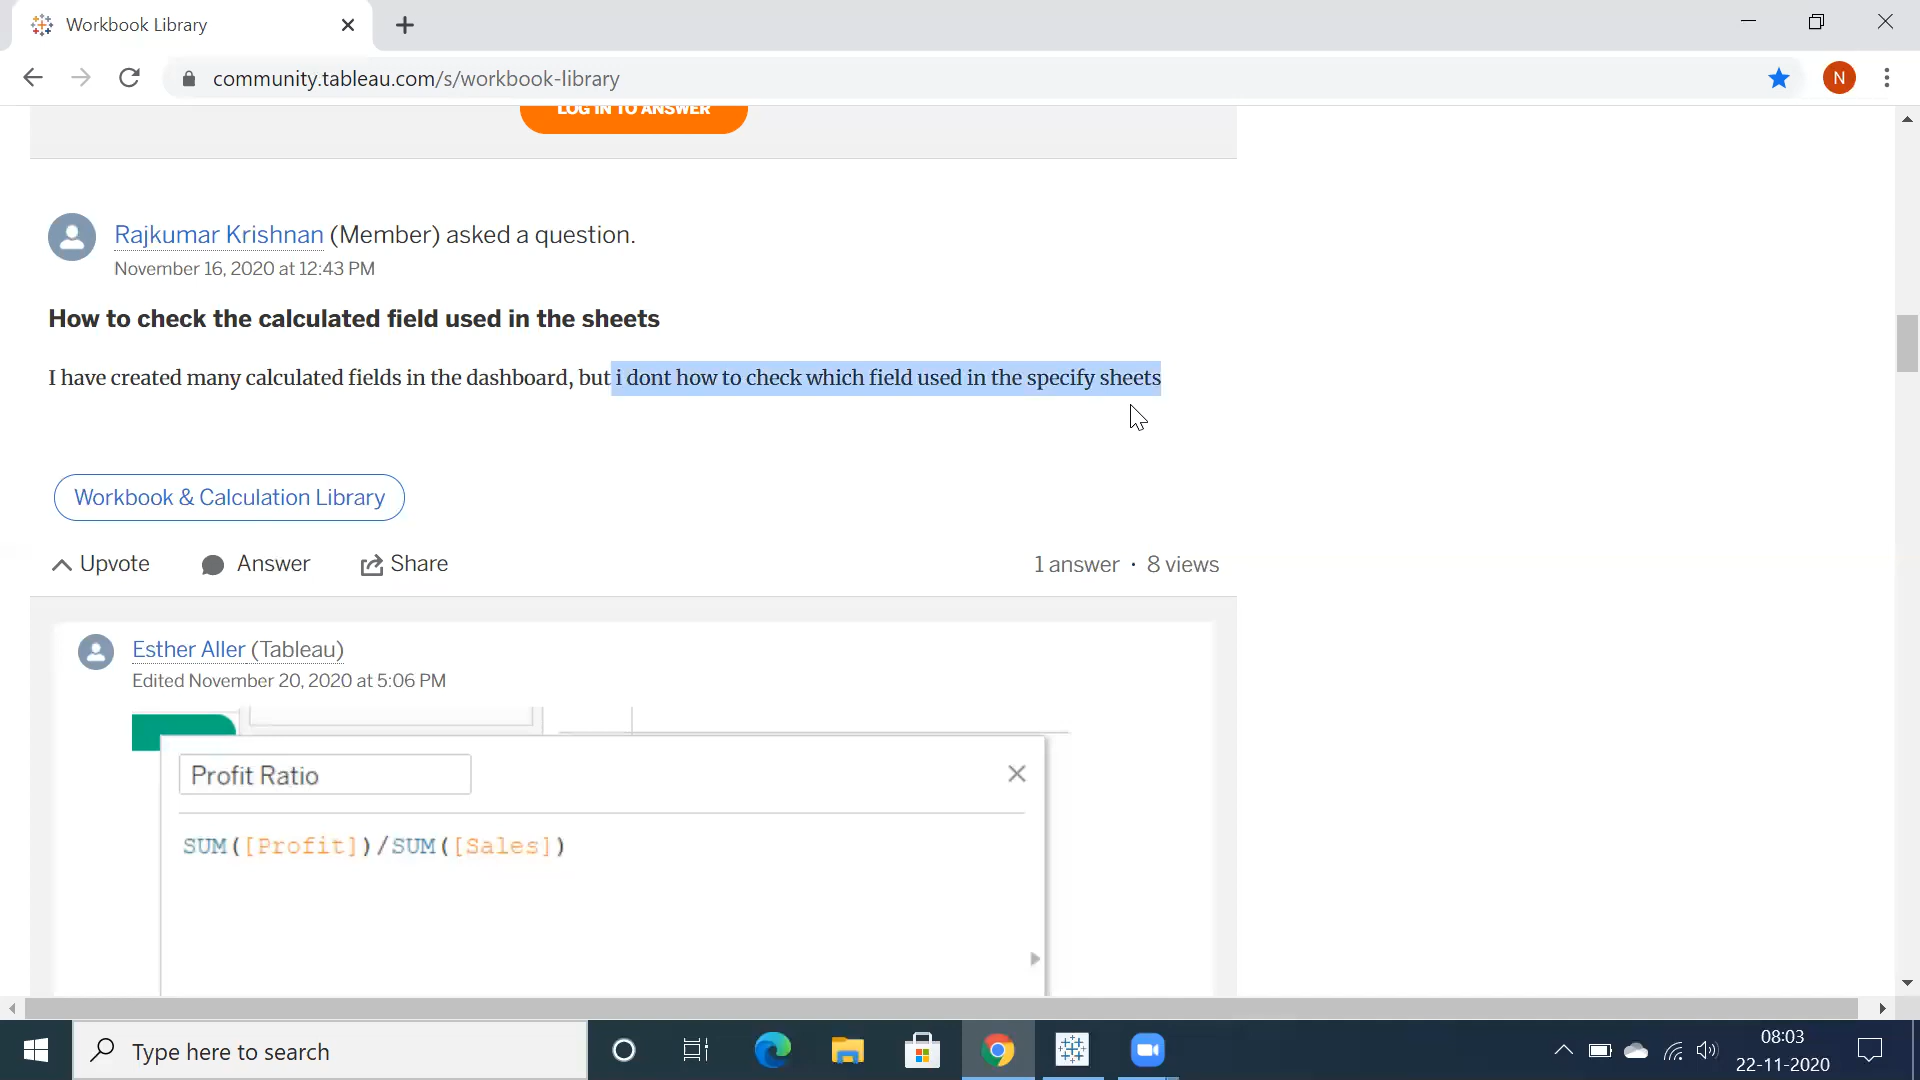 Workbook Library
community.tableau.com/s/workbook-library
N
LOG IN TO ANSWER
Rajkumar Krishnan (Member) asked a question.
November 16, 2020 at 12:43 PM
How to check the calculated field used in the sheets
I have created many calculated fields in the dashboard, but i dont how to check which field used in the specify sheets
Workbook & Calculation Library
Upvote Answer Share 1 answer · 8 views
Esther Aller (Tableau)
Edited November 20, 2020 at 5:06 PM
Profit Ratio
SUM([Profit])/SUM([Sales])
Type here to search
08:03
22-11-2020